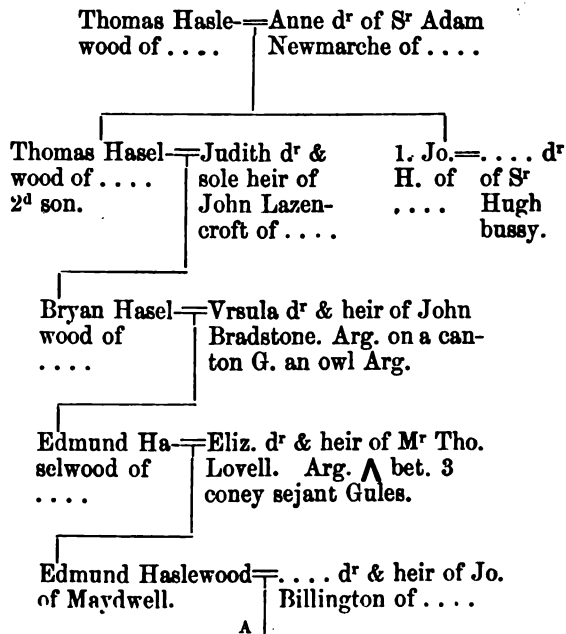 Thomas Hasle-=Anne dʳ of Sʳ Adam
wood of . . . . Newmarche of . . . .
Thomas Hasel-=Judith dʳ &
wood of . . . . sole heir of
2ᵈ son. John Lazen-
croft of . . . .
1. Jo.=. . . . dʳ
H. of of Sʳ
. . . . Hugh
bussy.
Bryan Hasel-=Vrsula dʳ & heir of John
wood of Bradstone. Arg. on a can-
. . . . ton G. an owl Arg.
Edmund Ha-=Eliz. dʳ & heir of Mʳ Tho.
selwood of Lovell. Arg. ⋀ bet. 3
. . . . coney sejant Gules.
Edmund Haslewood=. . . . dʳ & heir of Jo.
of Maydwell. Billington of . . . .
A